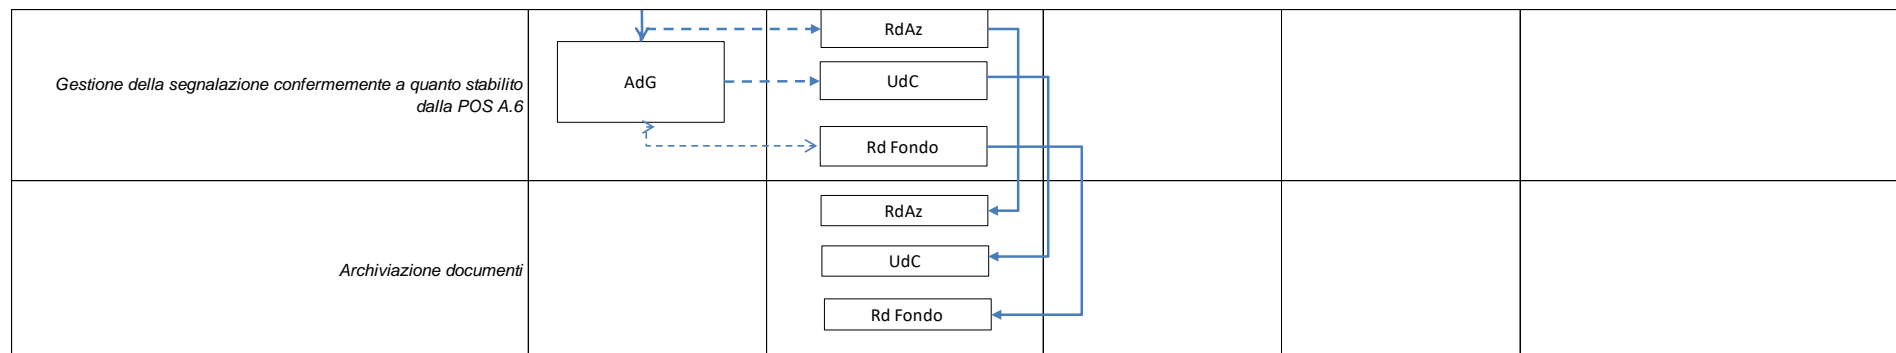 RdAz
Gestione della segnalazione confermemente a quanto stabilito
dalla POS A.6
AdG
UdC
Rd Fondo
RdAz
Archiviazione documenti
UdC
Rd Fondo